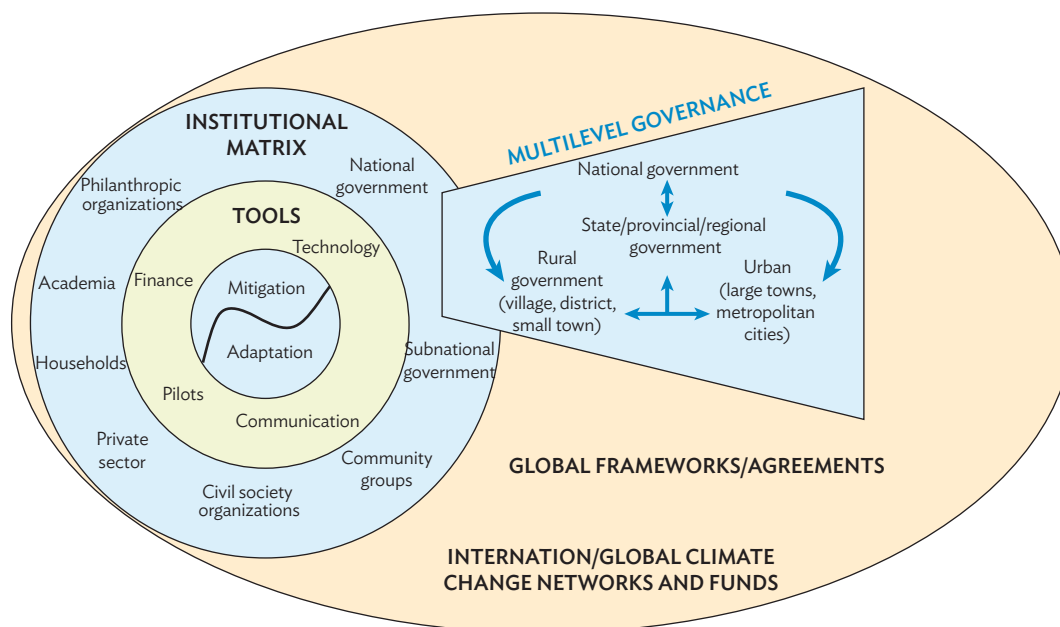 INSTITUTIONAL
MATRIX
National
government
Philanthropic
organizations
TOOLS
Technology
Academia
Finance
Mitigation
Adaptation
Households
Subnational
government
Pilots
Communication
Private
sector
Community
groups
Civil society
organizations
MULTILEVEL GOVERNANCE
National government
State/provincial/regional
government
Rural
government
(village, district,
small town)
Urban
(large towns,
metropolitan
cities)
GLOBAL FRAMEWORKS/AGREEMENTS
INTERNATION/GLOBAL CLIMATE
CHANGE NETWORKS AND FUNDS